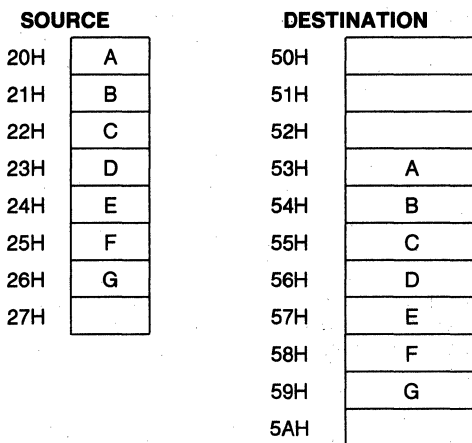 SOURCE DESTINATION
20H A 50H
21H B 51H
22H C 52H
23H D 53H A
24H E 54H B
25H F 55H C
26H G 56H D
27H 57H E
58H F
59H G
5AH